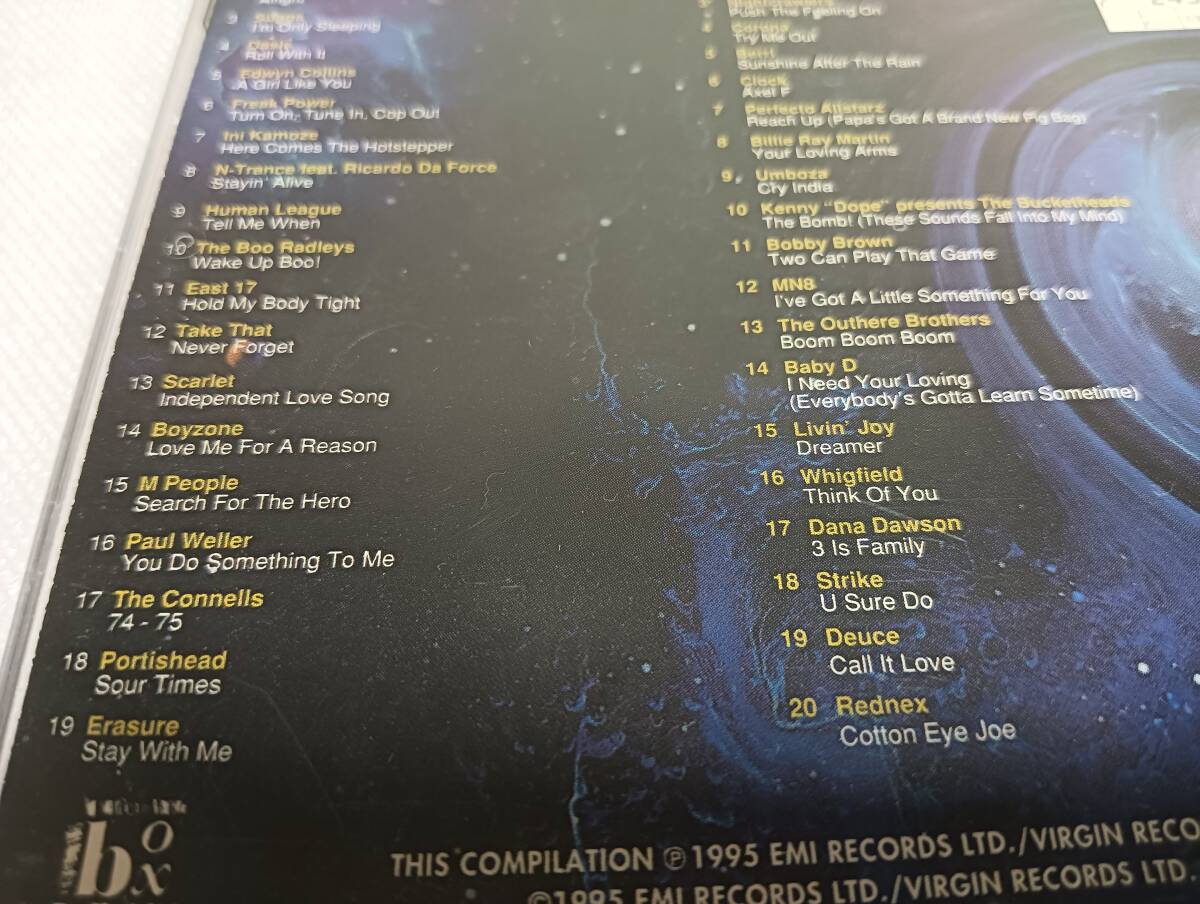 Alright
3 Suggs
I'm Only Sleeping
4 Oasis
Roll With It
5 Edwyn Collins
A Girl Like You
6 Freak Power
Turn On, Tune In, Cop Out
7 Ini Kamoze
Here Comes The Hotstepper
8 N-Trance feat. Ricardo Da Force
Stayin' Alive
9 Human League
Tell Me When
10 The Boo Radleys
Wake Up Boo!
11 East 17
Hold My Body Tight
12 Take That
Never Forget
13 Scarlet
Independent Love Song
14 Boyzone
Love Me For A Reason
15 M People
Search For The Hero
16 Paul Weller
You Do Something To Me
17 The Connells
74 - 75
18 Portishead
Sour Times
19 Erasure
Stay With Me
Push The Feeling On
4 Corona
Try Me Out
5 Berri
Sunshine After The Rain
6 Clock
Axel F
7 Perfecto Allstarz
Reach Up (Papa's Got A Brand New Pig Bag)
8 Billie Ray Martin
Your Loving Arms
9 Umboza
Cry India
10 Kenny "Dope" presents The Bucketheads
The Bomb! (These Sounds Fall Into My Mind)
11 Bobby Brown
Two Can Play That Game
12 MN8
I've Got A Little Something For You
13 The Outhere Brothers
Boom Boom Boom
14 Baby D
I Need Your Loving
(Everybody's Gotta Learn Sometime)
15 Livin' Joy
Dreamer
16 Whigfield
Think Of You
17 Dana Dawson
3 Is Family
18 Strike
U Sure Do
19 Deuce
Call It Love
20 Rednex
Cotton Eye Joe
box
THIS COMPILATION ℗ 1995 EMI RECORDS LTD./VIRGIN RECO
©1995 EMI RECORDS LTD./VIRGIN RECORDS LTD.